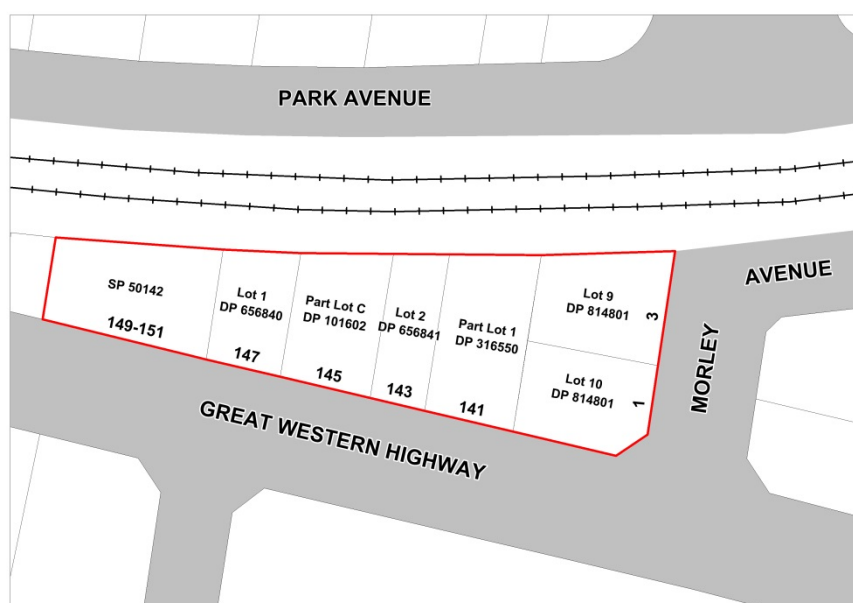 PARK AVENUE
SP 50142
149-151
Lot 1
DP 656840
147
Part Lot C
DP 101602
145
Lot 2
DP 656841
143
Part Lot 1
DP 316550
141
Lot 9
DP 814801
3
Lot 10
DP 814801
1
MORLEY
AVENUE
GREAT WESTERN HIGHWAY